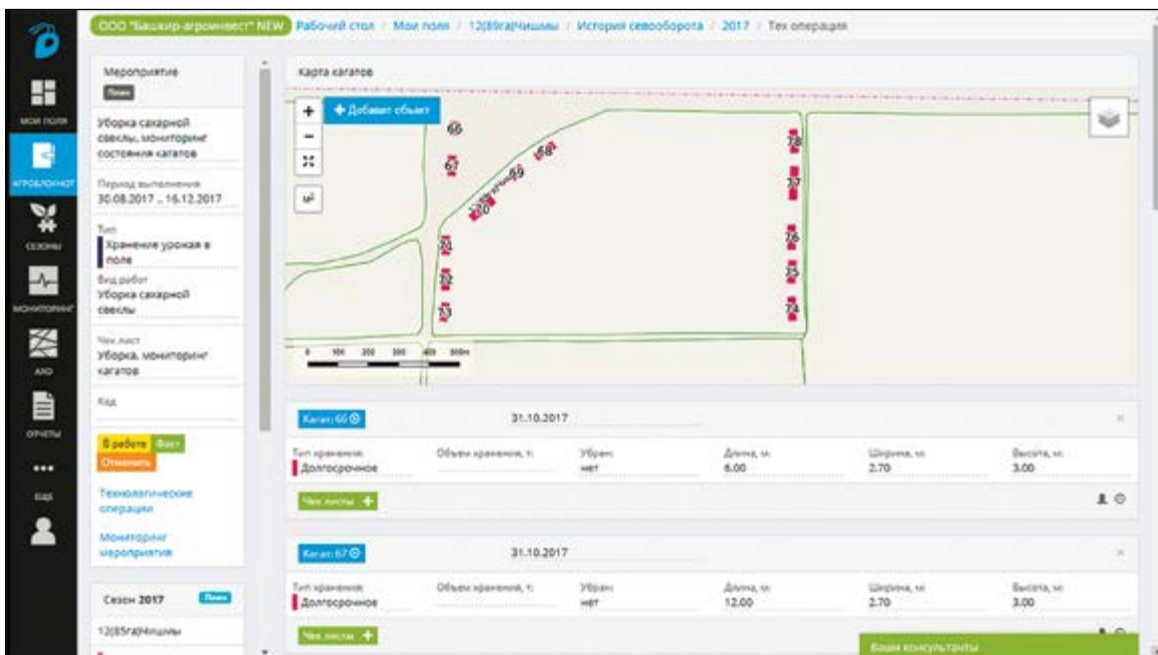 ООО "Башкир-агроинвест" NEW Рабочий стол / Мои поля / 12(89га)Чишмы / История севооборота / 2017 / Тех операция
МОИ ПОЛЯ
АГРОБЛОКНОТ
СЕЗОНЫ
МОНИТОРИНГ
АХО
ОТЧЕТЫ
ЕЩЕ
Мероприятие
План
Уборка сахарной
свеклы, мониторинг
состояния кагатов
Период выполнения
30.08.2017 .. 16.12.2017
Тип
Хранение урожая в
поле
Вид работ
Уборка сахарной
свеклы
Чек лист
Уборка, мониторинг
кагатов
Код
В работе Факт
Отменить
Технологические
операции
Мониторинг
мероприятия
Сезон 2017 План
12(85га)Чишмы
Карта кагатов
+ Добавит объект
+
−
м²
66
67
68
69
70
71
72
73
78
77
76
75
74
0 100 200 300 400 500m
Кагат: 66 31.10.2017 ×
Тип хранения: Объем хранения, т: Убран: Длина, м: Ширина, м: Высота, м:
Долгосрочное нет 6.00 2.70 3.00
Чек листы +
Кагат: 67 31.10.2017 ×
Тип хранения: Объем хранения, т: Убран: Длина, м: Ширина, м: Высота, м:
Долгосрочное нет 12.00 2.70 3.00
Чек листы +
Ваши консультанты